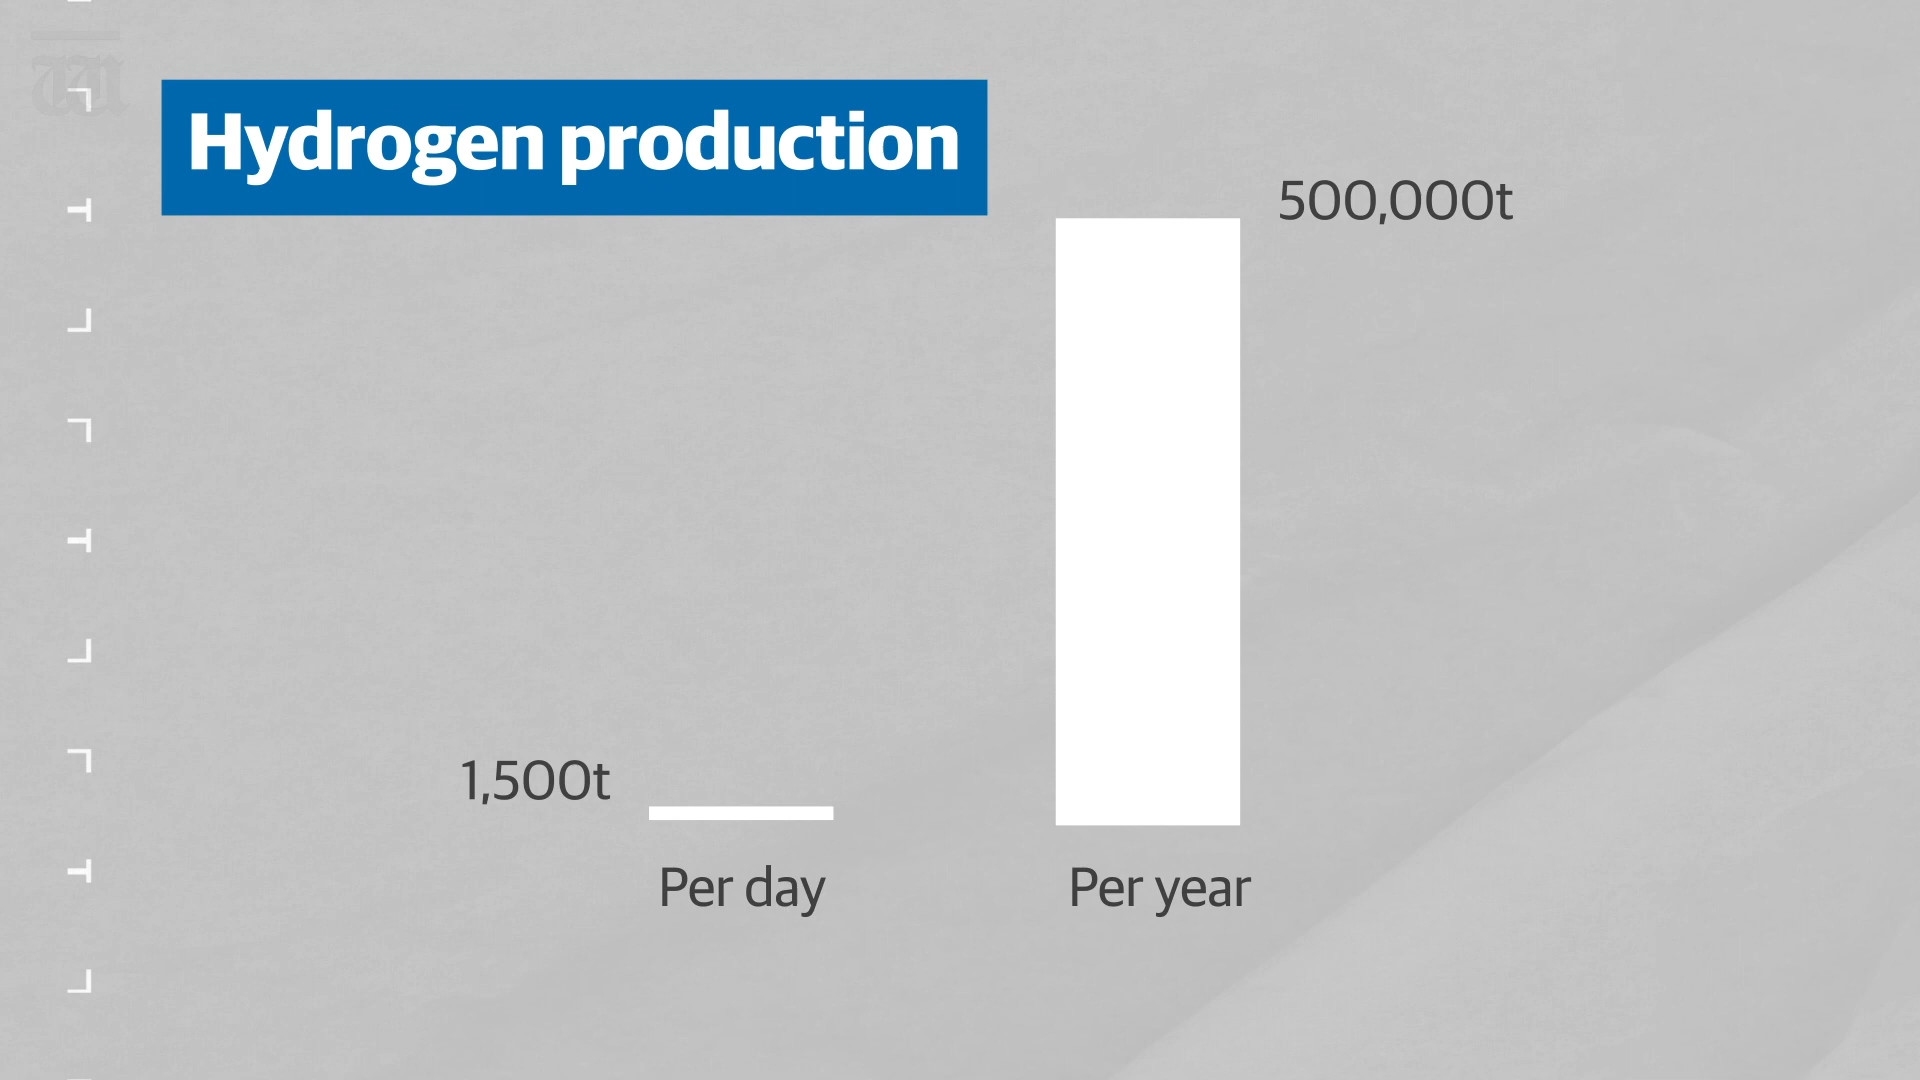 Hydrogen production
500,000t
1,500t
Per day
Per year